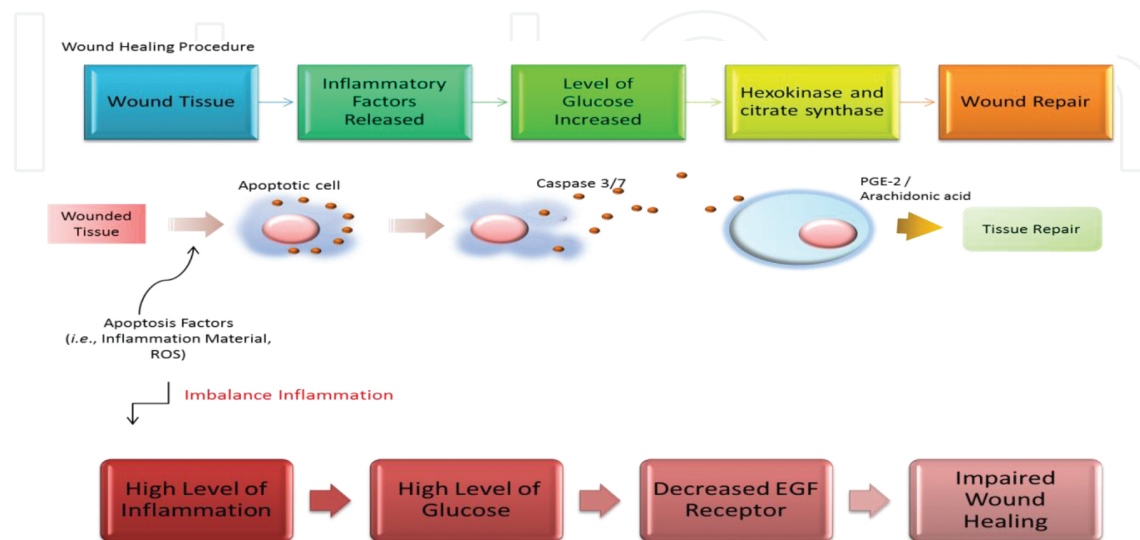 Wound Healing Procedure
Wound Tissue
Inflammatory
Factors
Released
Level of
Glucose
Increased
Hexokinase and
citrate synthase
Wound Repair
Wounded
Tissue
Apoptotic cell
Caspase 3/7
PGE-2 /
Arachidonic acid
Tissue Repair
Apoptosis Factors
(i.e., Inflammation Material,
ROS)
Imbalance Inflammation
High Level of
Inflammation
High Level of
Glucose
Decreased EGF
Receptor
Impaired
Wound
Healing